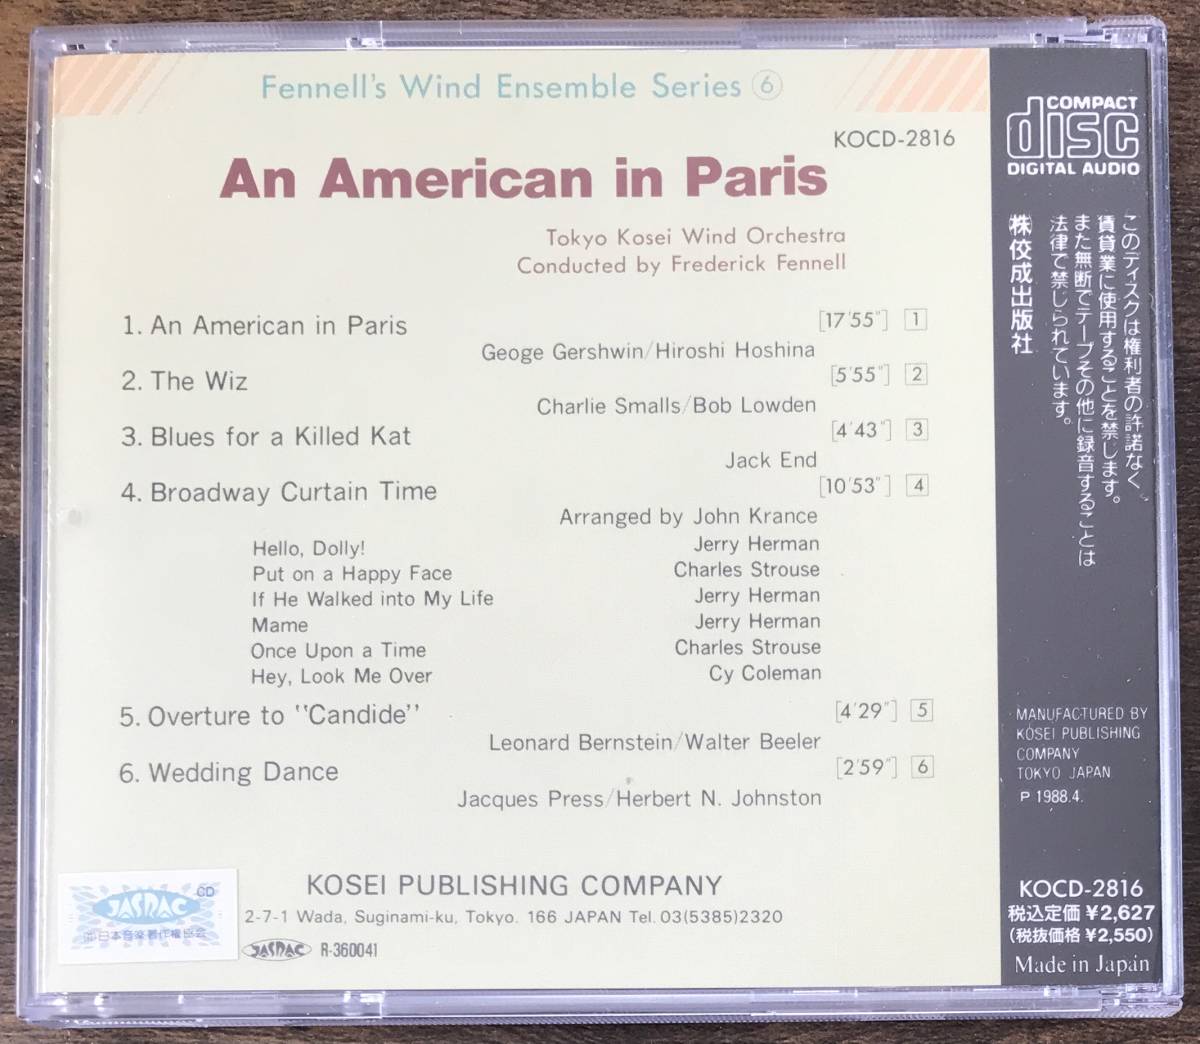 Fennell's Wind Ensemble Series ⑥
KOCD-2816
An American in Paris
Tokyo Kosei Wind Orchestra
Conducted by Frederick Fennell
1. An American in Paris [17'55"] 1
Geoge Gershwin/Hiroshi Hoshina
2. The Wiz [5'55"] 2
Charlie Smalls/Bob Lowden
3. Blues for a Killed Kat [4'43"] 3
Jack End
4. Broadway Curtain Time [10'53"] 4
Arranged by John Krance
Hello, Dolly! Jerry Herman
Put on a Happy Face Charles Strouse
If He Walked into My Life Jerry Herman
Mame Jerry Herman
Once Upon a Time Charles Strouse
Hey, Look Me Over Cy Coleman
5. Overture to "Candide" [4'29"] 5
Leonard Bernstein/Walter Beeler
6. Wedding Dance [2'59"] 6
Jacques Press/Herbert N. Johnston
KOSEI PUBLISHING COMPANY
2-7-1 Wada, Suginami-ku, Tokyo. 166 JAPAN Tel. 03(5385)2320
JASRAC R-360041
CD
JASRAC
㈳日本音楽著作権協会
COMPACT
disc
DIGITAL AUDIO
このディスクは権利者の許諾なく
賃貸業に使用することを禁じます。
また無断でテープその他に録音することは
法律で禁じられています。
㈱佼成出版社
MANUFACTURED BY
KOSEI PUBLISHING
COMPANY
TOKYO JAPAN
P 1988.4.
KOCD-2816
税込定価 ¥2,627
(税抜価格 ¥2,550)
Made in Japan